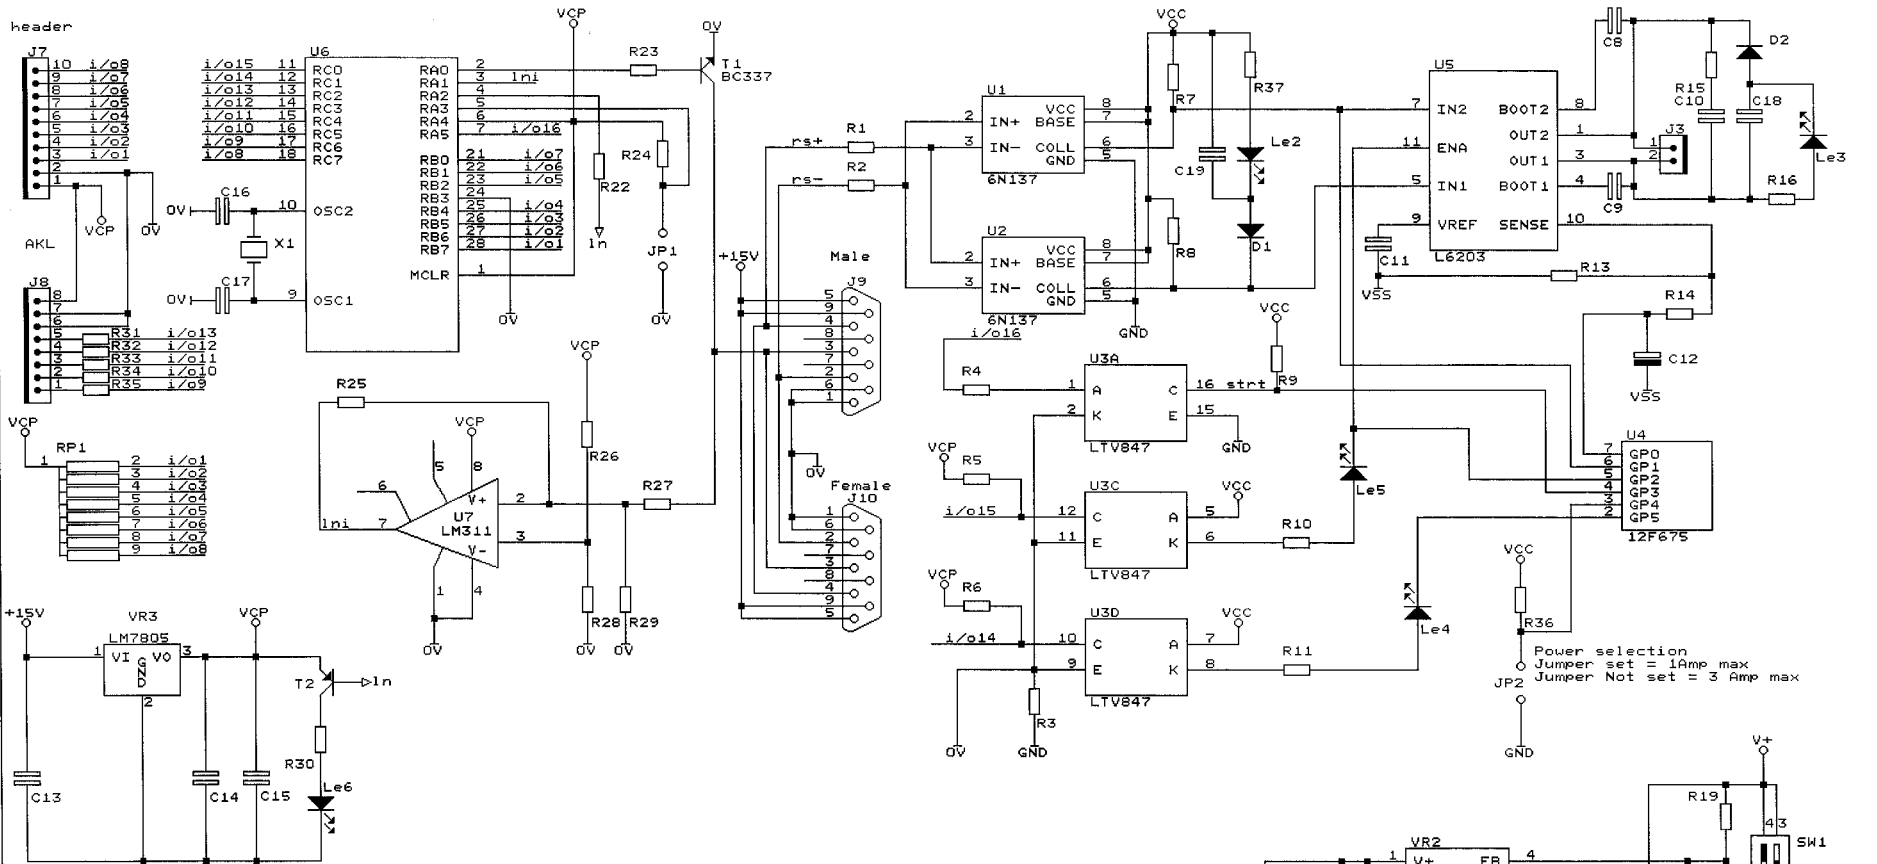 header
J7
10 i/o8
9 i/o7
8 i/o6
7 i/o5
6 i/o4
5 i/o3
4 i/o2
3 i/o1
2
1
VCP
0V
AKL
J8
8
7
6
5 R31 i/o13
4 R32 i/o12
3 R33 i/o11
2 R34 i/o10
1 R35 i/o9
VCP
RP1
1
2 i/o1
3 i/o2
4 i/o3
5 i/o4
6 i/o5
7 i/o6
8 i/o7
9 i/o8
U6
i/o15 11 RC0
i/o14 12 RC1
i/o13 13 RC2
i/o12 14 RC3
i/o11 15 RC4
i/o10 16 RC5
i/o9 17 RC6
i/o8 18 RC7
C16
0V
10 OSC2
X1
C17
0V
9 OSC1
RA0 2
RA1 3 Ini
RA2 4
RA3 5
RA4 6
RA5 7 i/o16
RB0 21 i/o7
RB1 22 i/o6
RB2 23 i/o5
RB3 24
RB4 25 i/o4
RB5 26 i/o3
RB6 27 i/o2
RB7 28 i/o1
MCLR 1
0V
VCP
R23
0V
T1
BC337
R24
R22
In
JP1
0V
VCP
R25
R26
VCP
5
8
6
V+
2
R27
U7
Ini 7
LM311
V-
3
1
4
R28
R29
0V
0V
0V
+15V
VR3
LM7805
1 VI VO 3
GND
2
VCP
T2
In
R30
Le6
C13
C14
C15
+15V
Male
J9
5
9
4
8
3
7
2
6
1
0V
Female
J10
1
6
2
7
3
8
4
9
5
rs+
R1
rs-
R2
U1
2 IN+
3 IN-
VCC 8
BASE 7
COLL 6
GND 5
6N137
U2
2 IN+
3 IN-
VCC 8
BASE 7
COLL 6
GND 5
6N137
GND
VCC
R7
R37
C19
Le2
R8
D1
i/o16
R4
U3A
1 A C 16 strt
2 K E 15
LTV847
GND
VCC
R9
VCP
R5
i/o15
U3C
12 C A 5
11 E K 6
LTV847
VCC
R10
Le5
VCP
R6
i/o14
U3D
10 C A 7
9 E K 8
LTV847
VCC
R11
Le4
0V
R3
GND
U5
7 IN2 BOOT2 8
OUT2 1
11 ENA
OUT1 3
5 IN1 BOOT1 4
9 VREF SENSE 10
L6203
C11
VSS
C8
C9
J3
1
2
R15
C10
D2
C18
Le3
R16
R13
R14
C12
VSS
U4
7 GP0
6 GP1
5 GP2
4 GP3
3 GP4
2 GP5
12F675
VCC
R36
Power selection
Jumper set = 1Amp max
Jumper Not set = 3 Amp max
JP2
GND
V+
R19
4 3
SW1
VR2
1 V+ FB 4